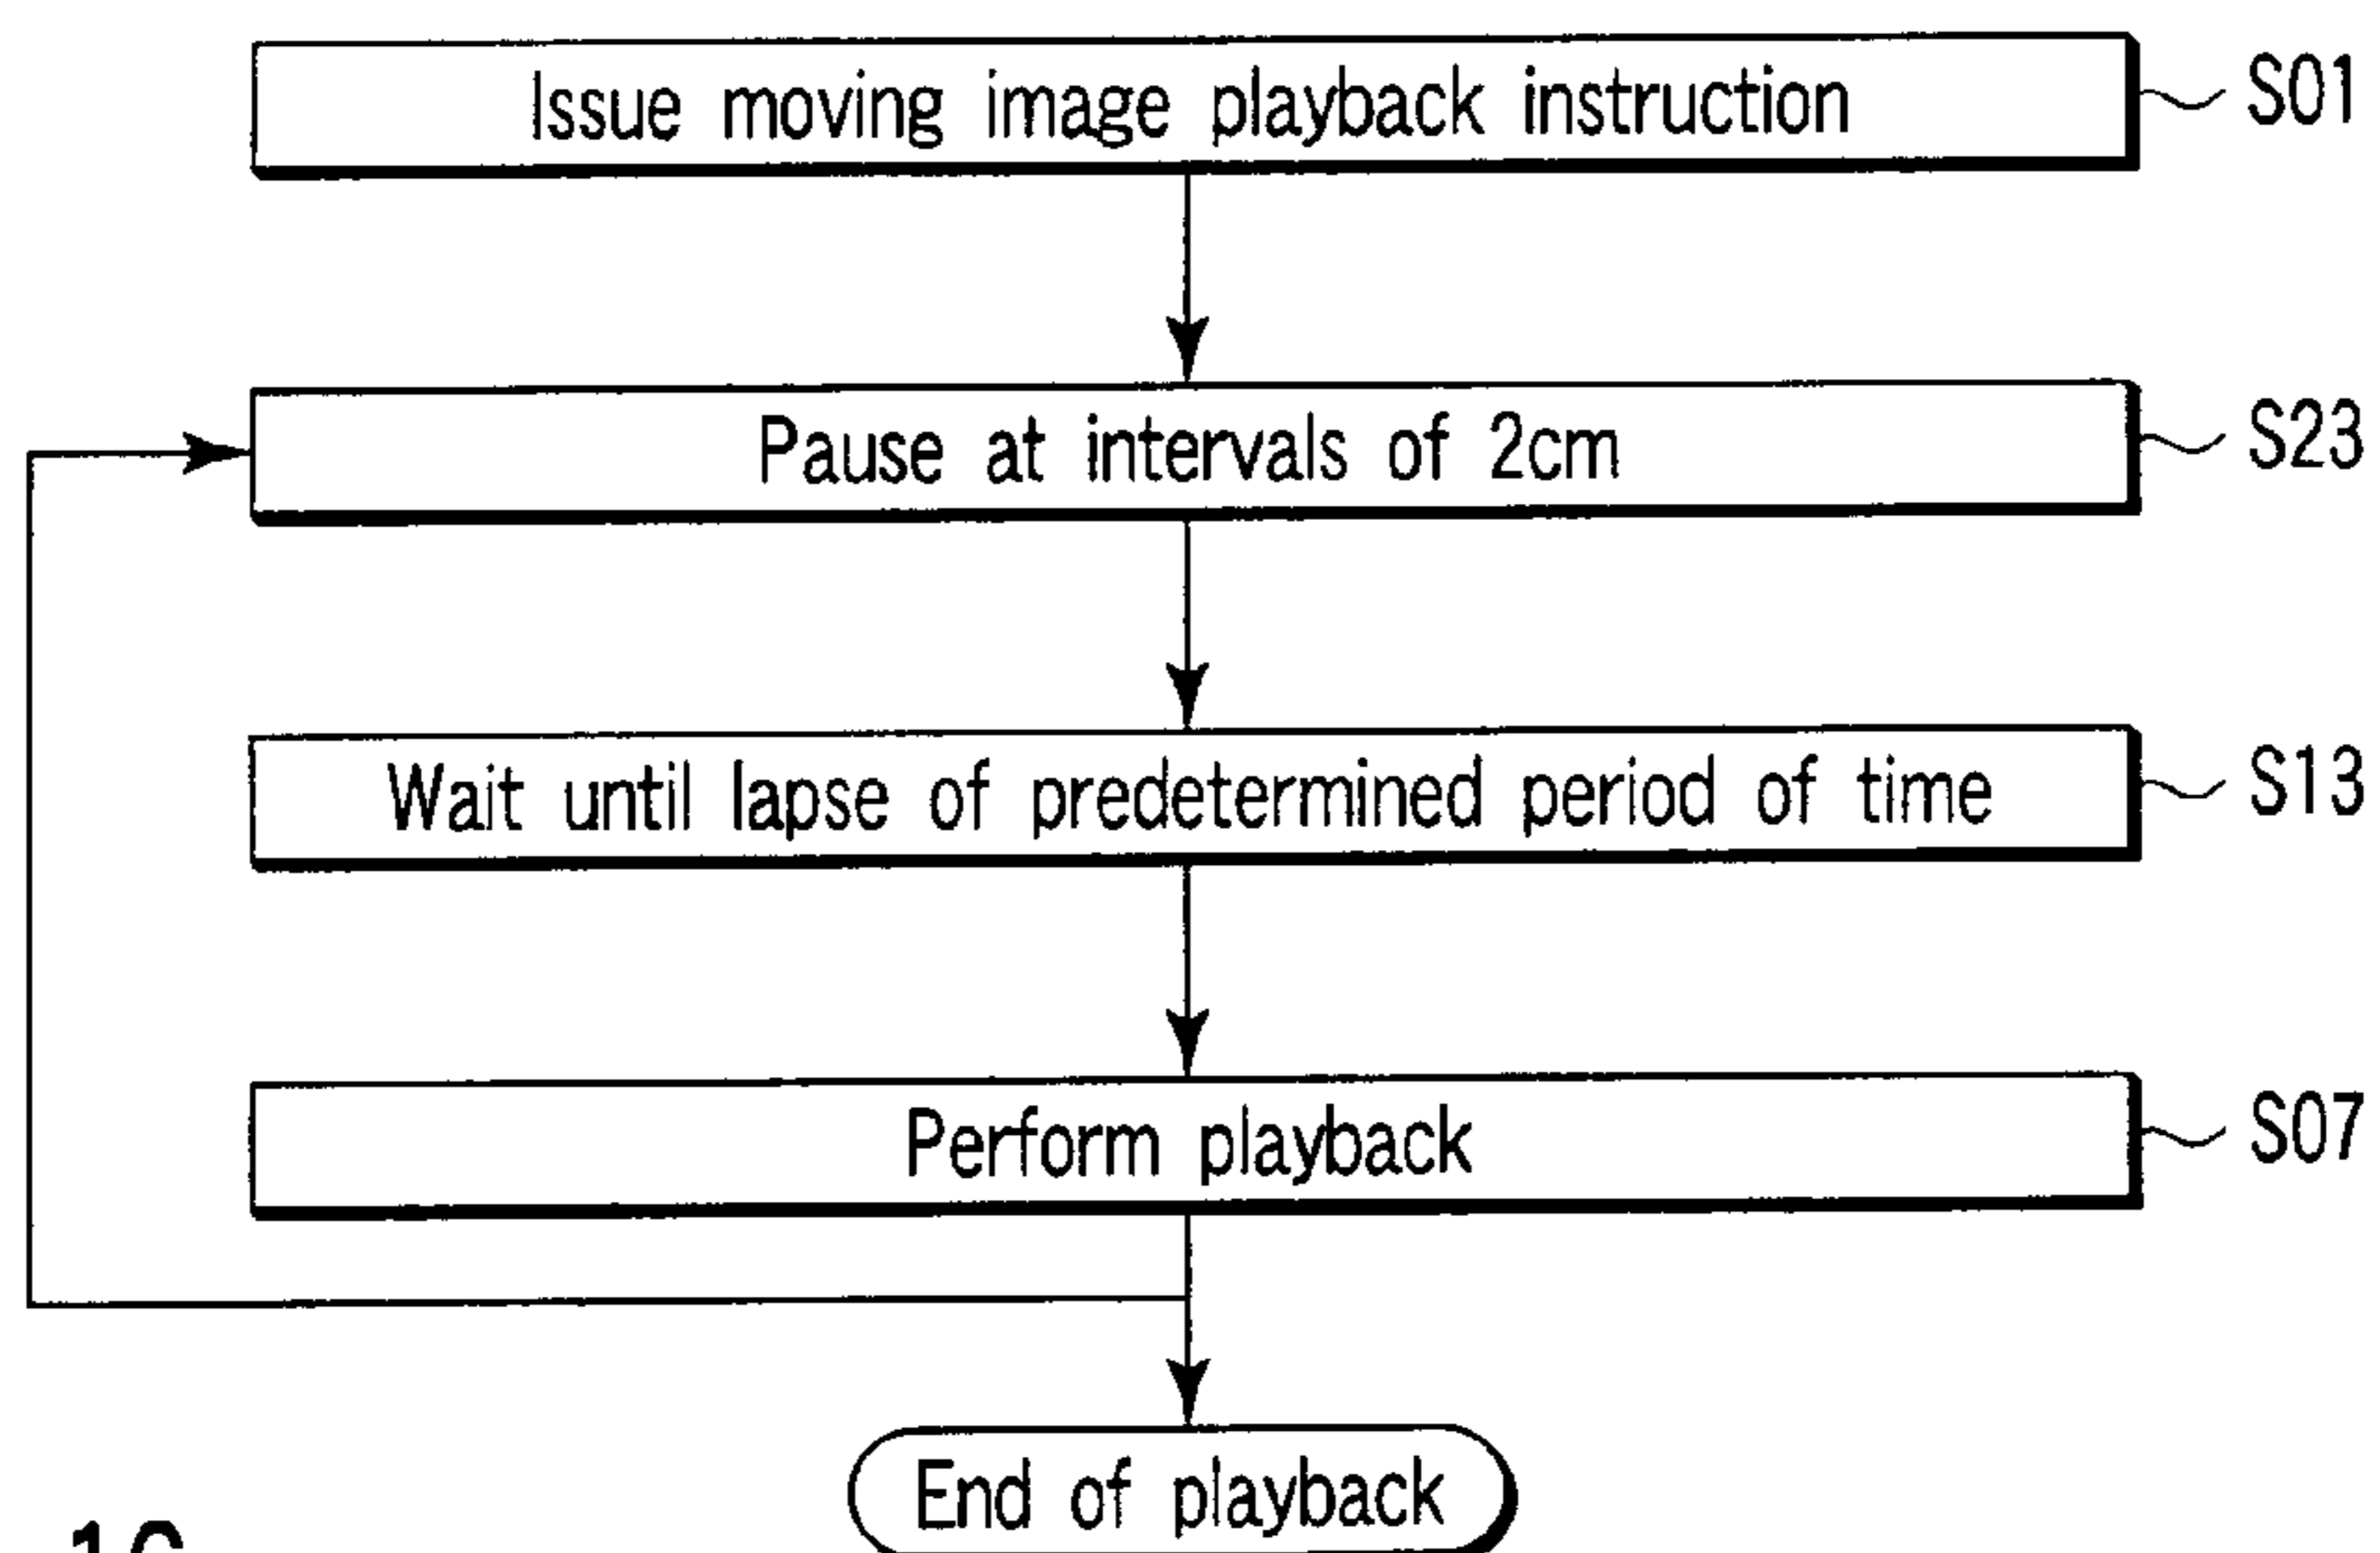 Issue moving image playback instruction S01
Pause at intervals of 2cm S23
Wait until lapse of predetermined period of time S13
Perform playback S07
End of playback